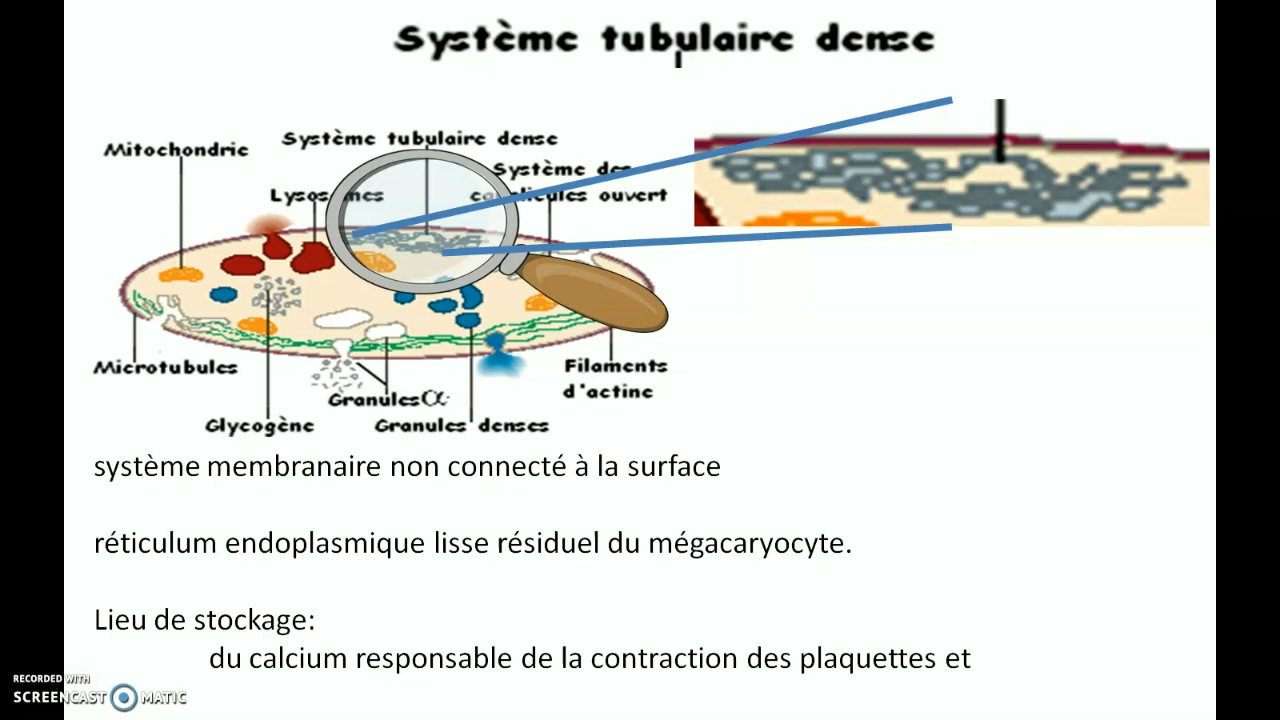 Système tubulaire dense
Système tubulaire dense
Mitochondrie
Système des
Lysosomes
canalicules ouvert
Microtubules
Filaments
d'actine
Granules α
Glycogène
Granules denses
système membranaire non connecté à la surface
réticulum endoplasmique lisse résiduel du mégacaryocyte.
Lieu de stockage:
du calcium responsable de la contraction des plaquettes et
RECORDED WITH
SCREENCAST MATIC